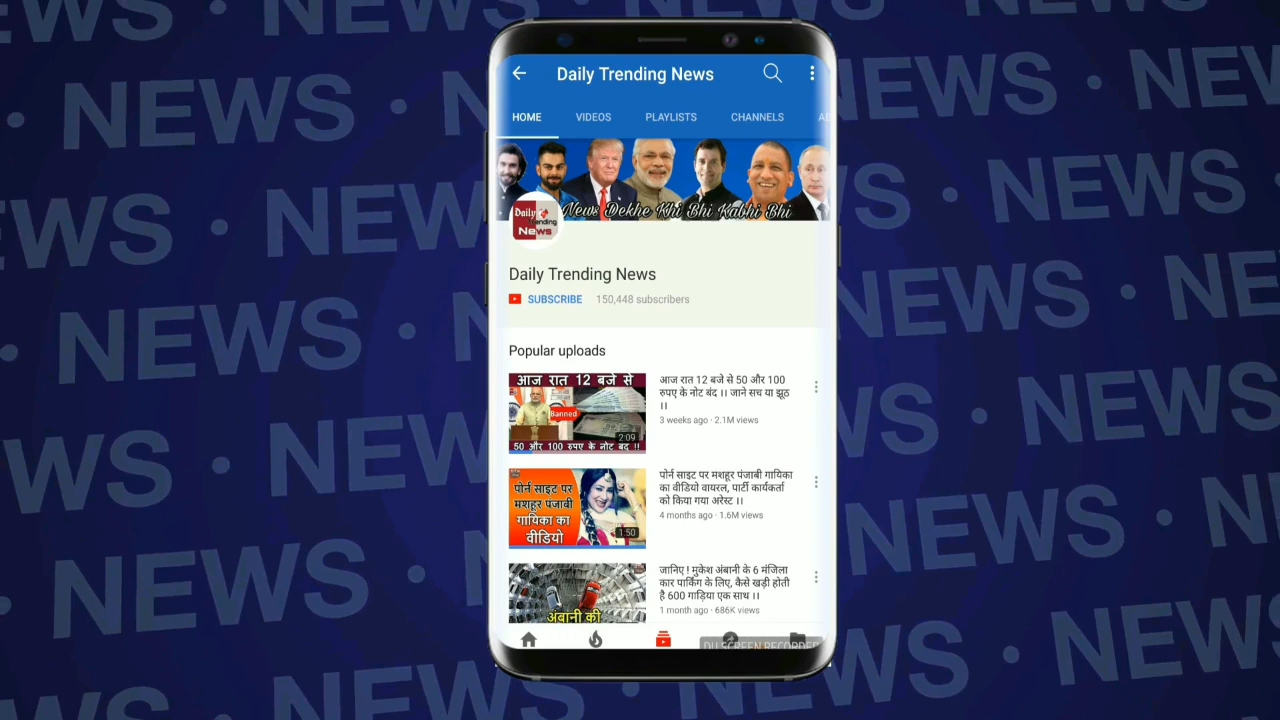 NEWS
Daily Trending News
HOME VIDEOS PLAYLISTS CHANNELS
Daily
Trending
News
News Dekhe Khi Bhi Kabhi Bhi
Daily Trending News
SUBSCRIBE 150,448 subscribers
Popular uploads
आज रात 12 बजे से
Banned
2:09
50 और 100 रुपए के नोट बद !!
आज रात 12 बजे से 50 और 100
रुपए के नोट बंद ।। जाने सच या झूठ
।।
3 weeks ago · 2.1M views
पोर्न साइट पर
मशहूर पंजाबी
गायिका का
वीडियो
1:50
पोर्न साइट पर मशहूर पंजाबी गायिका
का वीडियो वायरल, पार्टी कार्यकर्ता
को किया गया अरेस्ट ।।
4 months ago · 1.6M views
अंबानी की
जानिए ! मुकेश अंबानी के 6 मंजिला
कार पार्किंग के लिए, कैसे खड़ी होती
है 600 गाड़िया एक साथ ।।
1 month ago · 686K views
DU SCREEN RECORDER